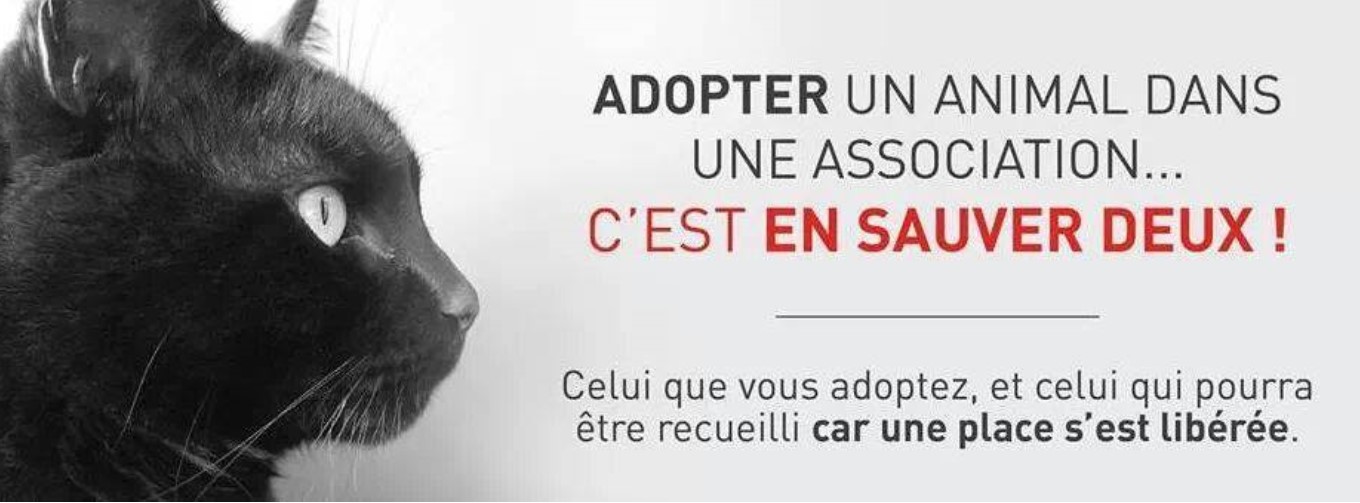 ADOPTER UN ANIMAL DANS
UNE ASSOCIATION...
C'EST EN SAUVER DEUX !
Celui que vous adoptez, et celui qui pourra
être recueilli car une place s'est libérée.